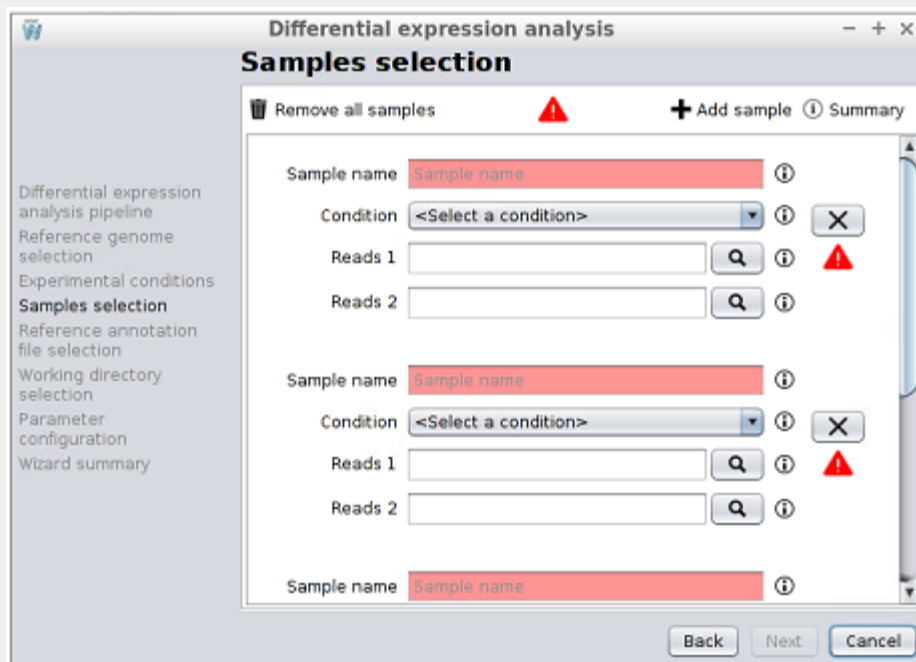 Differential expression analysis
Samples selection
Remove all samples
Add sample
Summary
Differential expression
analysis pipeline
Reference genome
selection
Experimental conditions
Samples selection
Reference annotation
file selection
Working directory
selection
Parameter
configuration
Wizard summary
Sample name Sample name
Condition <Select a condition>
Reads 1
Reads 2
Sample name Sample name
Condition <Select a condition>
Reads 1
Reads 2
Sample name Sample name
Back Next Cancel